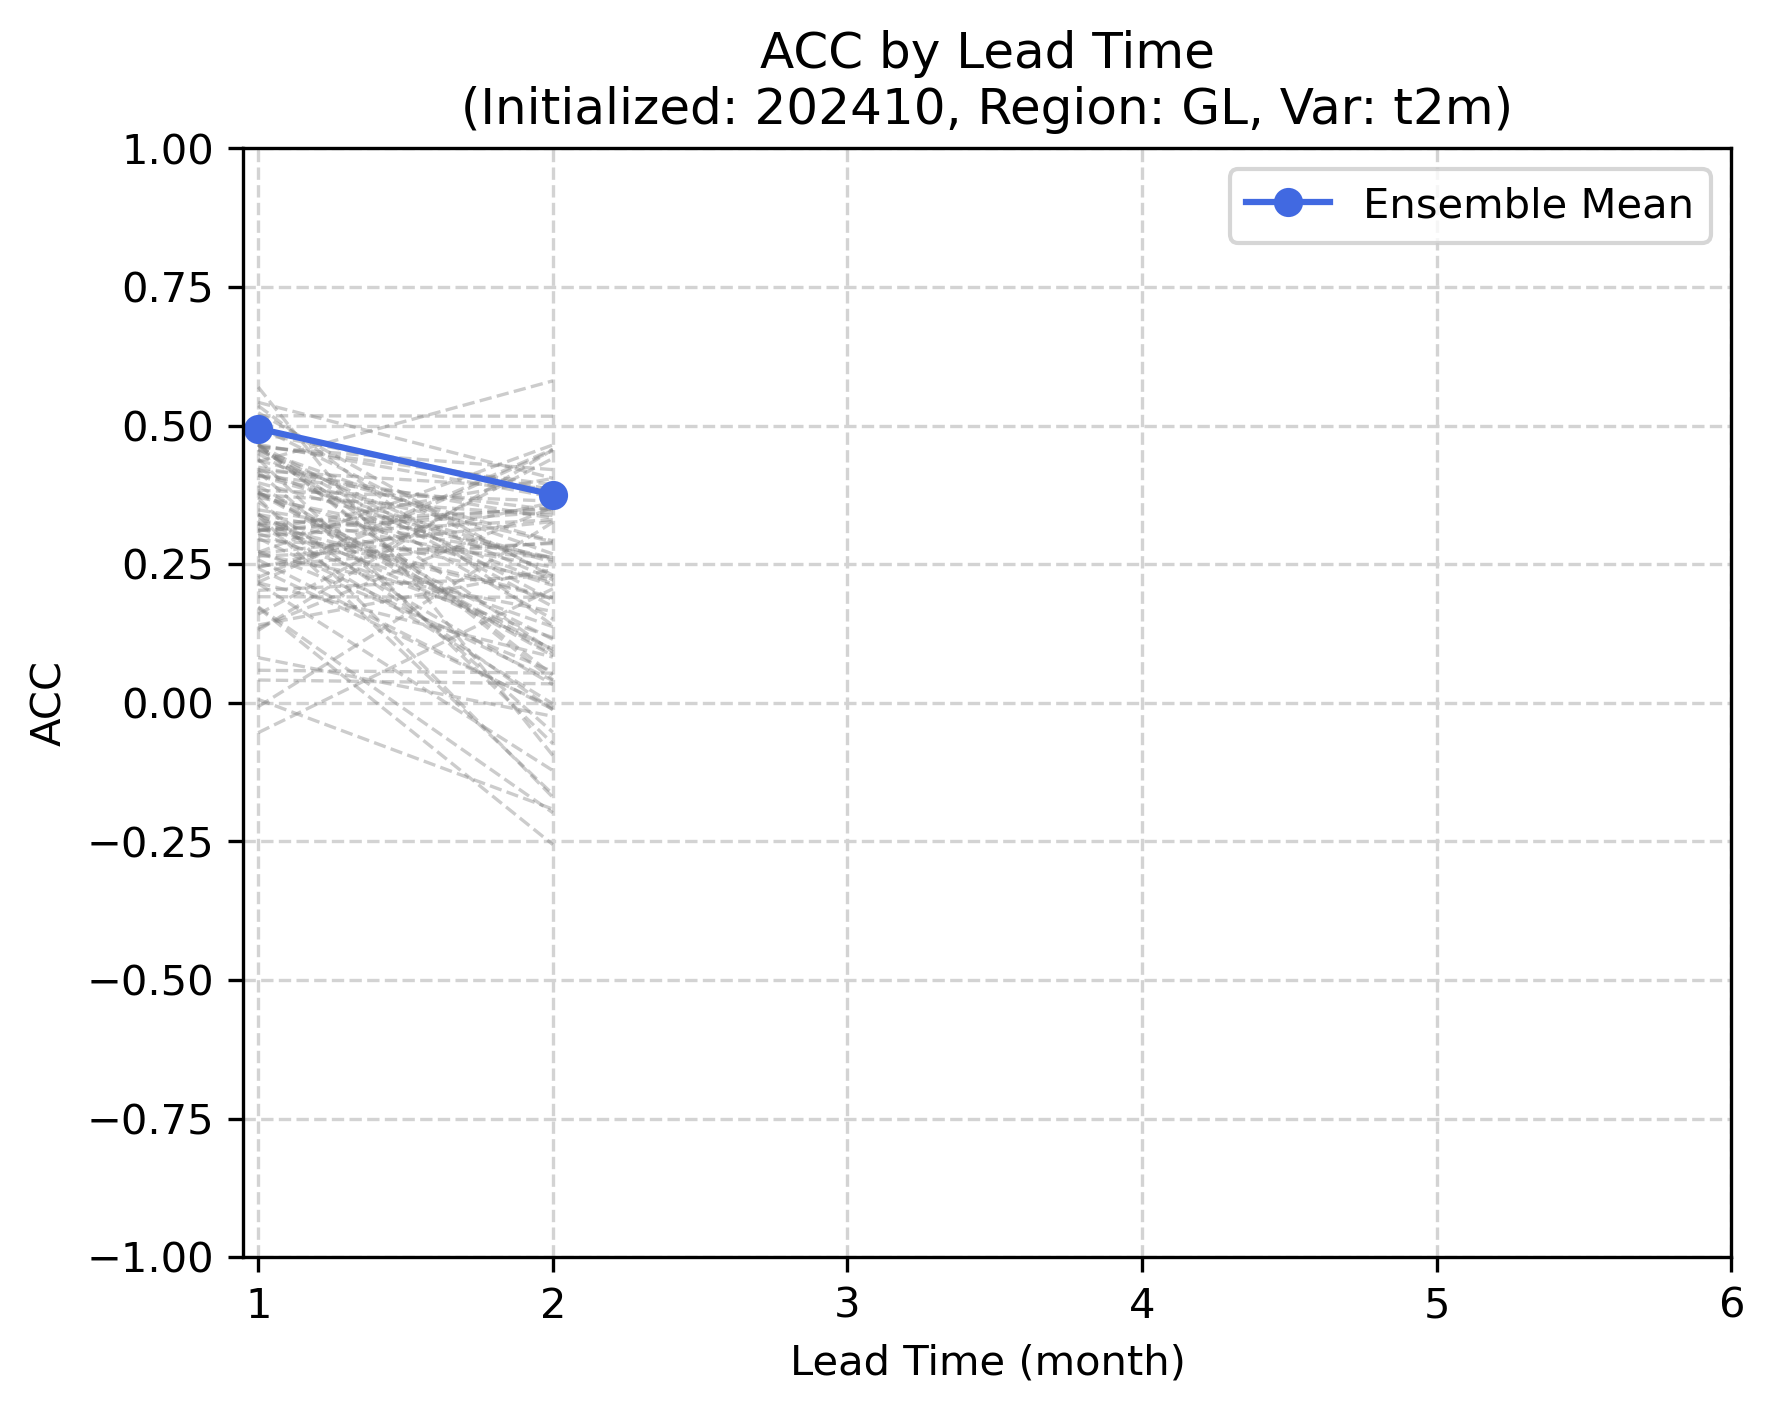 ACC by Lead Time
(Initialized: 202410, Region: GL, Var: t2m)
Ensemble Mean
1.00
0.75
0.50
0.25
0.00
−0.25
−0.50
−0.75
−1.00
ACC
1 2 3 4 5 6
Lead Time (month)